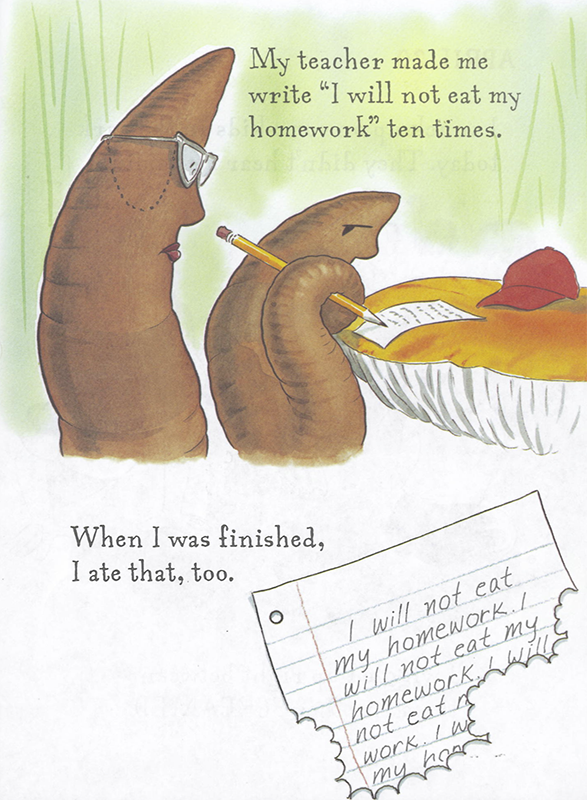 My teacher made me
write “I will not eat my
homework” ten times.
When I was finished,
I ate that, too.
I will not eat
my homework. I
will not eat my
homework. I will
not eat
work. I
my